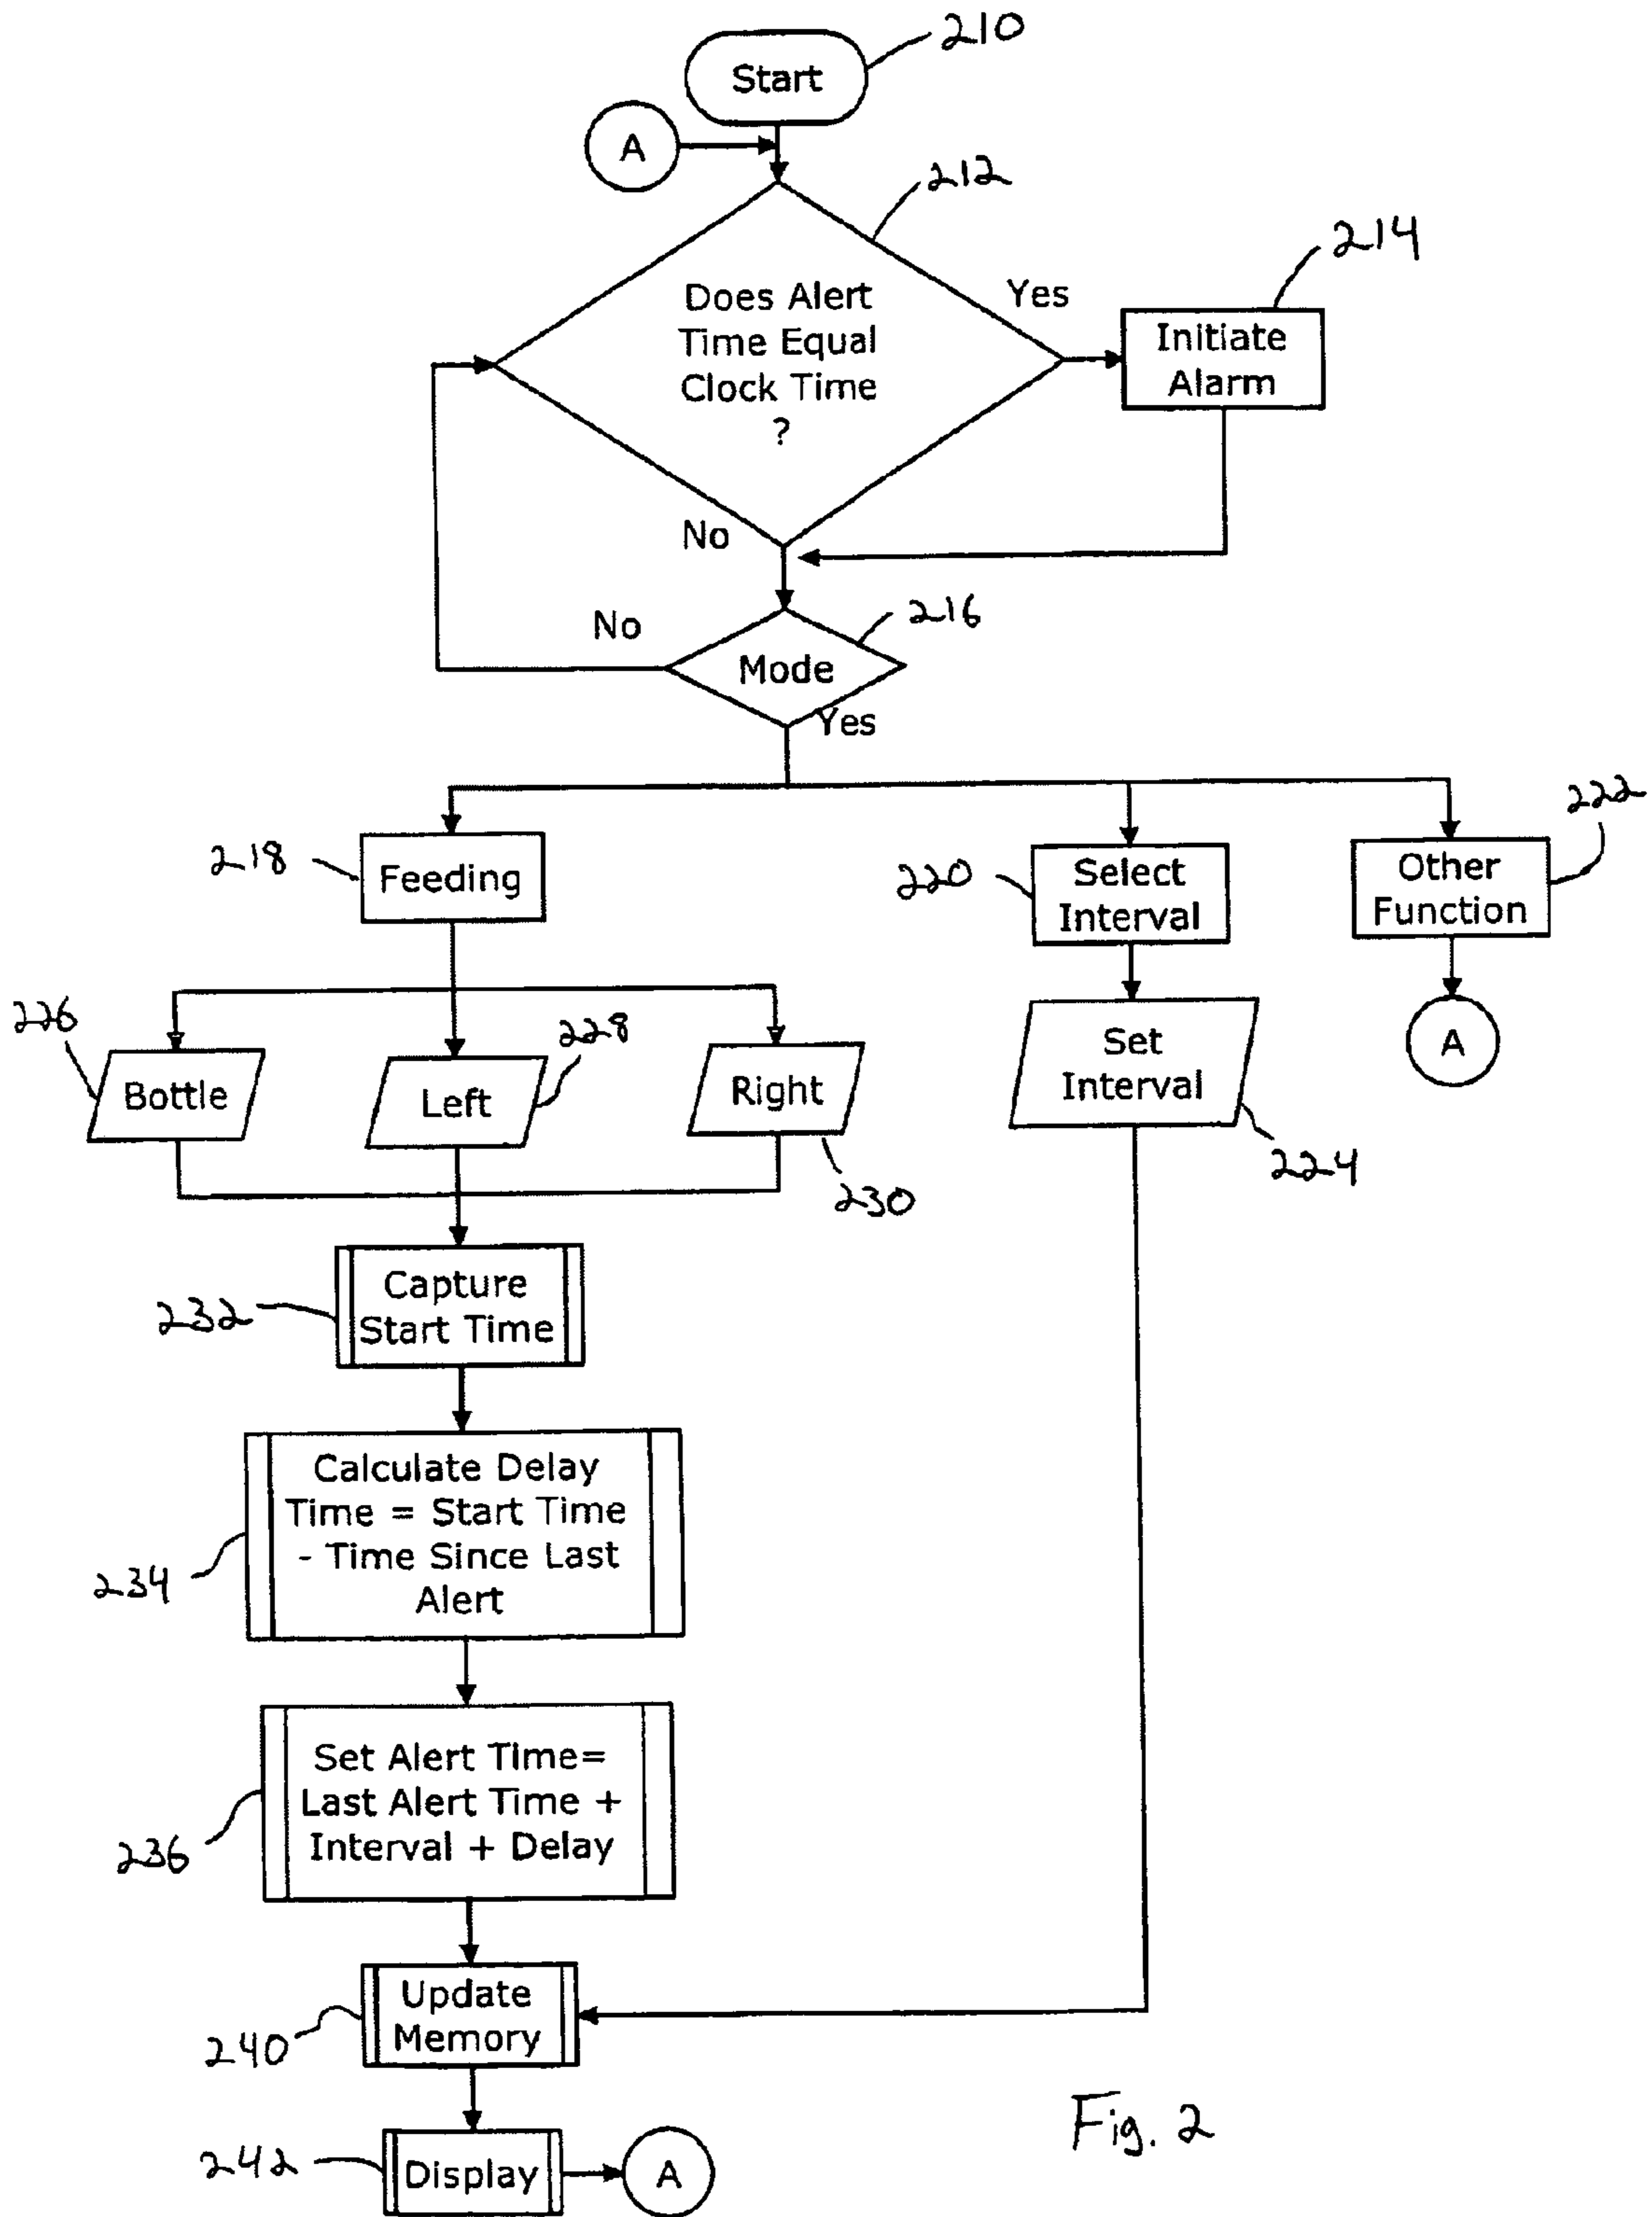 210
Start
A
212
214
Does Alert
Time Equal
Clock Time
?
Yes
Initiate
Alarm
No
216
No
Mode
Yes
222
218
Feeding
220
Select
Interval
Other
Function
226
228
Bottle
Left
Right
Set
Interval
A
230
224
232
Capture
Start Time
234
Calculate Delay
Time = Start Time
- Time Since Last
Alert
236
Set Alert Time=
Last Alert Time +
Interval + Delay
240
Update
Memory
242
Display
A
Fig. 2